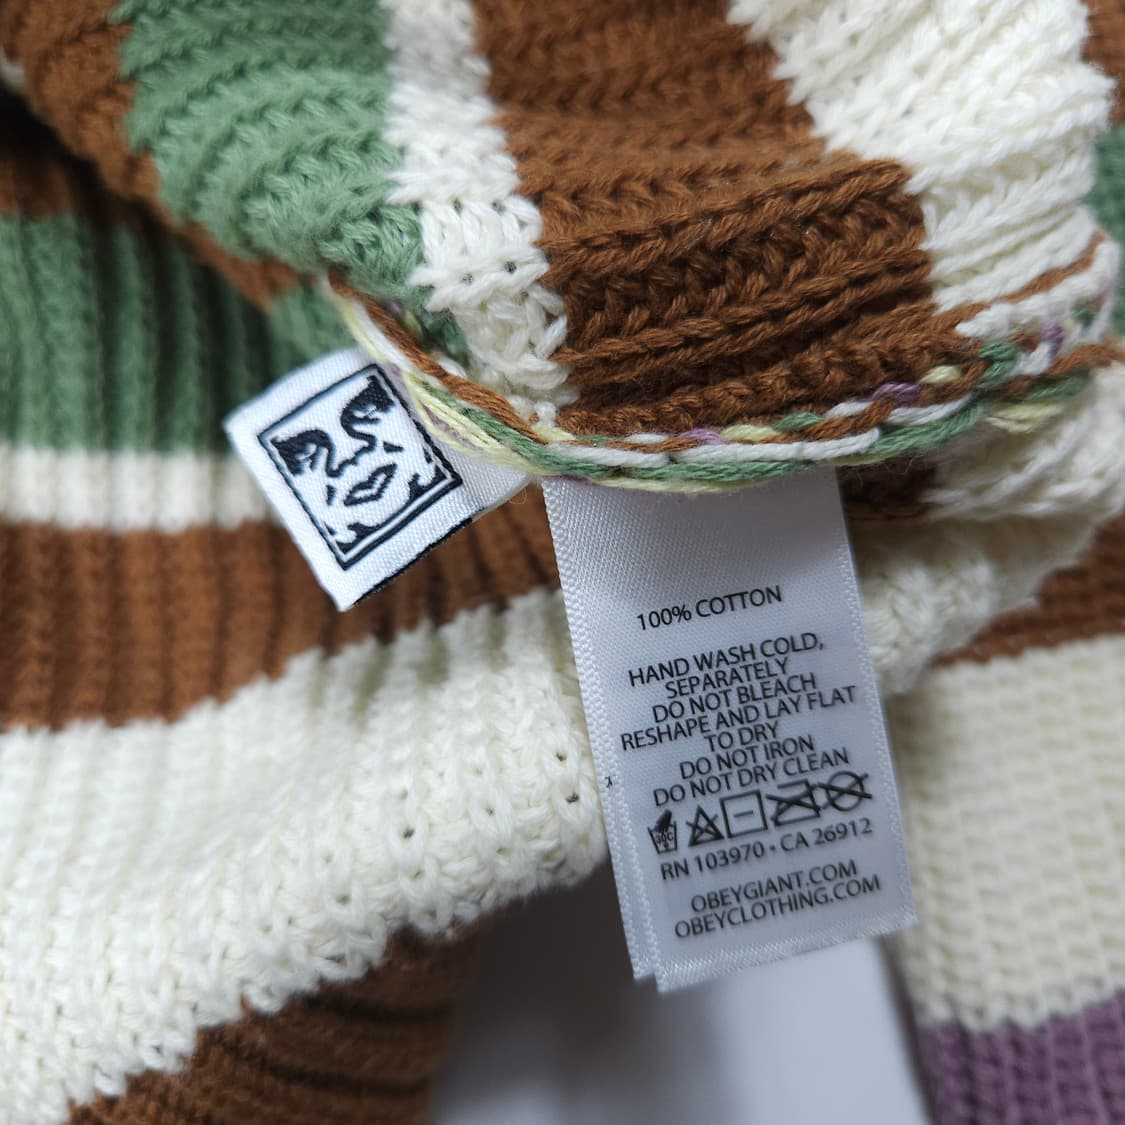 100% COTTON
HAND WASH COLD,
SEPARATELY
DO NOT BLEACH
RESHAPE AND LAY FLAT
TO DRY
DO NOT IRON
DO NOT DRY CLEAN
RN 103970 • CA 26912
OBEYGIANT.COM
OBEYCLOTHING.COM